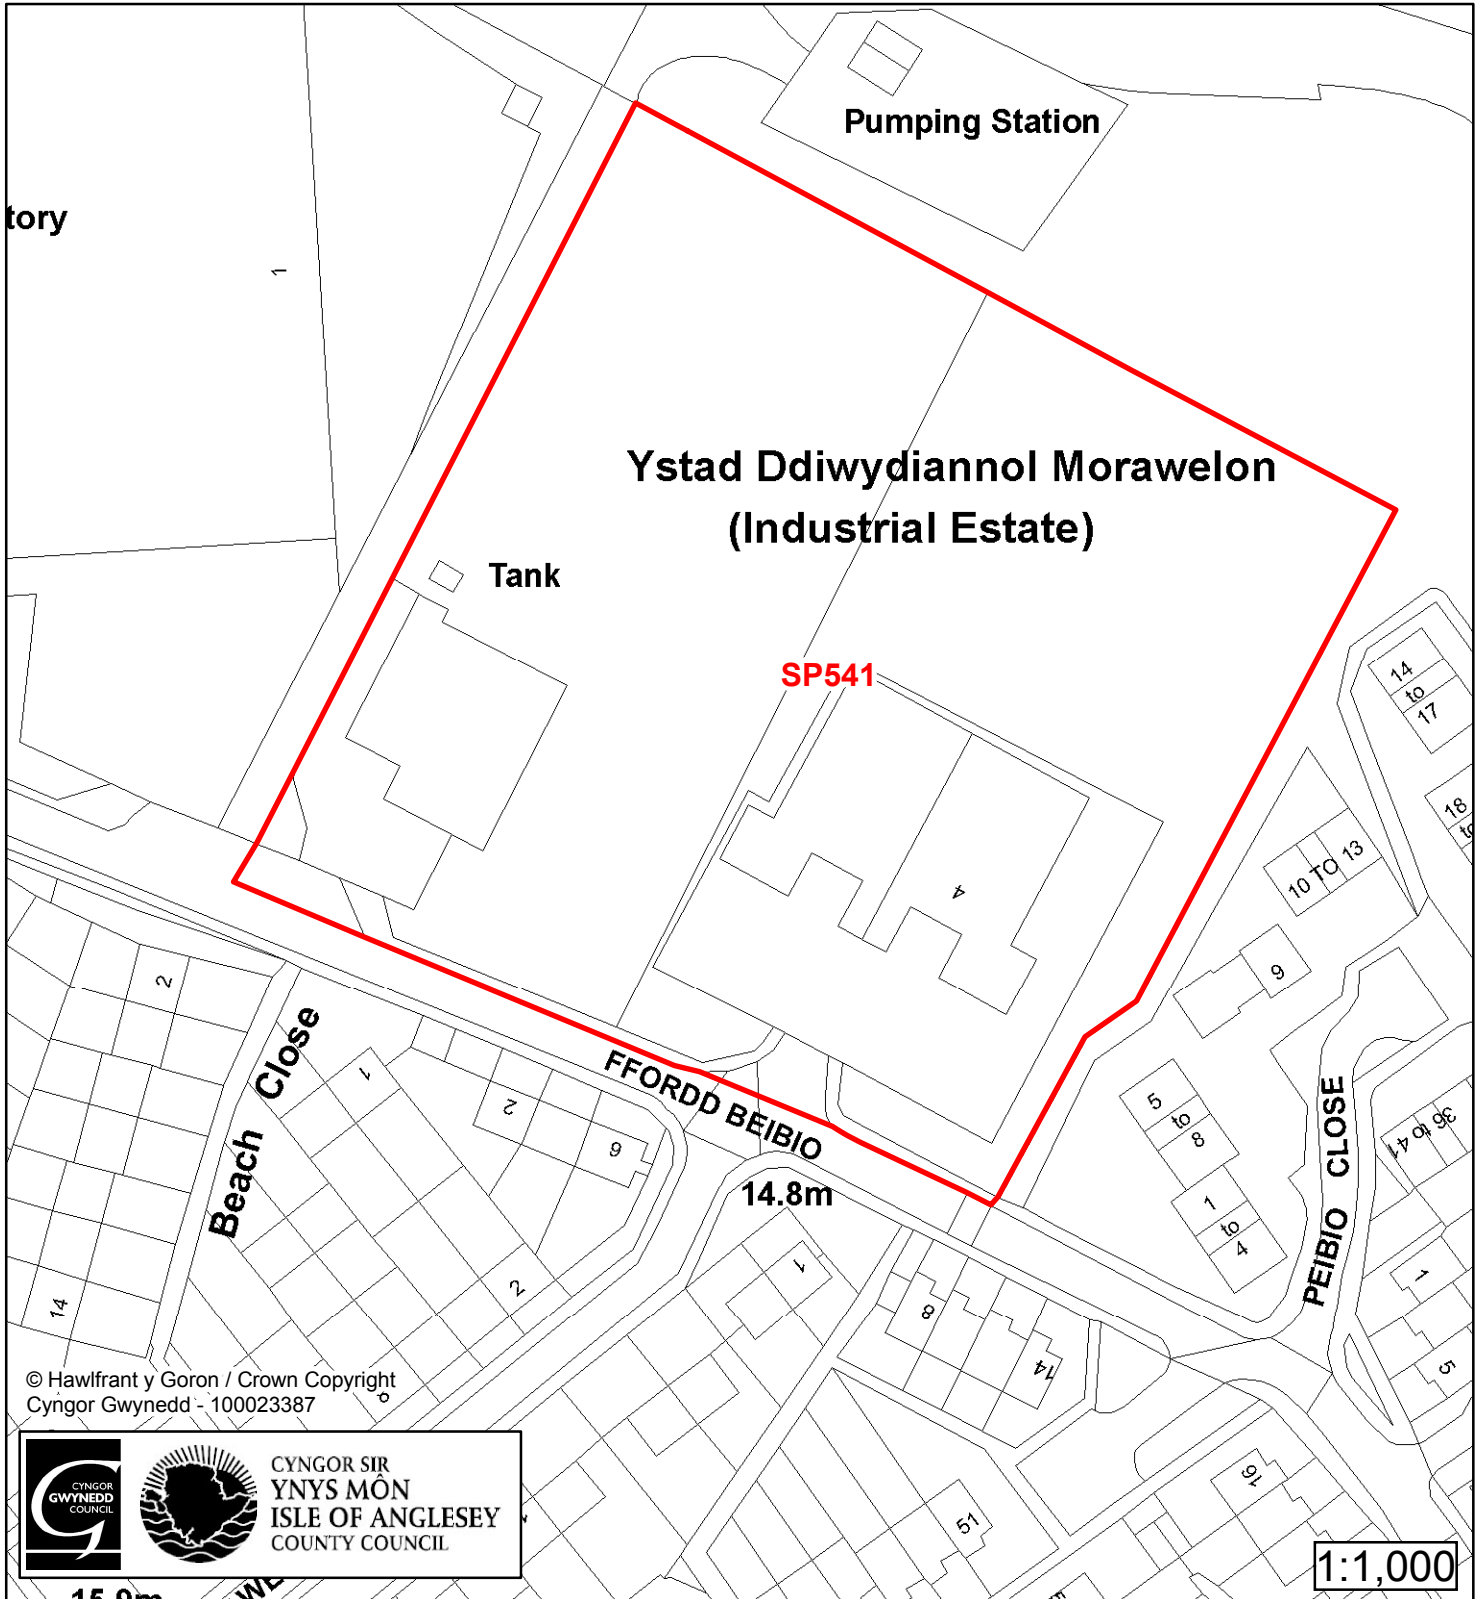 Pumping Station
tory
1
Ystad Ddiwydiannol Morawelon
(Industrial Estate)
Tank
SP541
14
to
17
18
to
10 TO 13
4
9
2
Beach Close
1
2
6
FFORDD BEIBIO
14.8m
5
to
8
1
to
4
PEIBIO CLOSE
36 to 41
14
2
1
8
14
1
5
© Hawlfrant y Goron / Crown Copyright
Cyngor Gwynedd - 100023387
CYNGOR
GWYNEDD
COUNCIL
CYNGOR SIR
YNYS MÔN
ISLE OF ANGLESEY
COUNTY COUNCIL
16
51
1:1,000